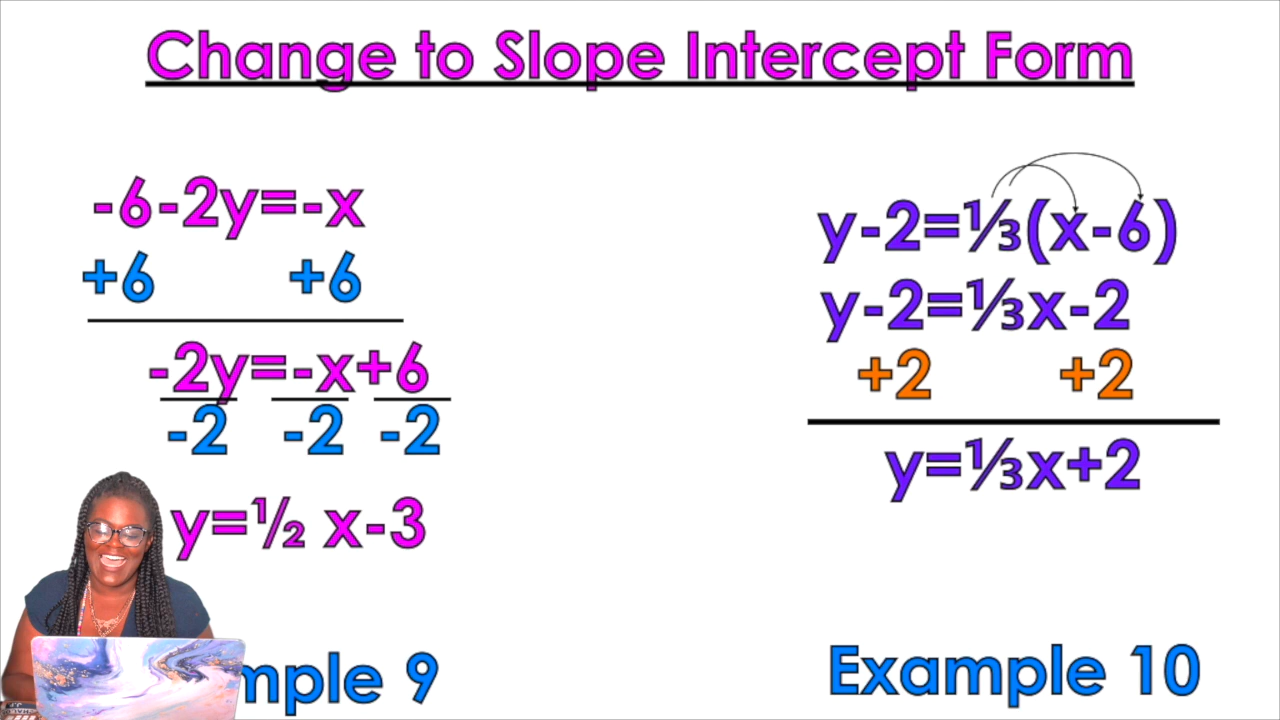 Change to Slope Intercept Form
-6-2y=-x
+6 +6
-2y=-x+6
-2 -2 -2
y=½ x-3
mple 9
y-2=⅓(x-6)
y-2=⅓x-2
+2 +2
y=⅓x+2
Example 10